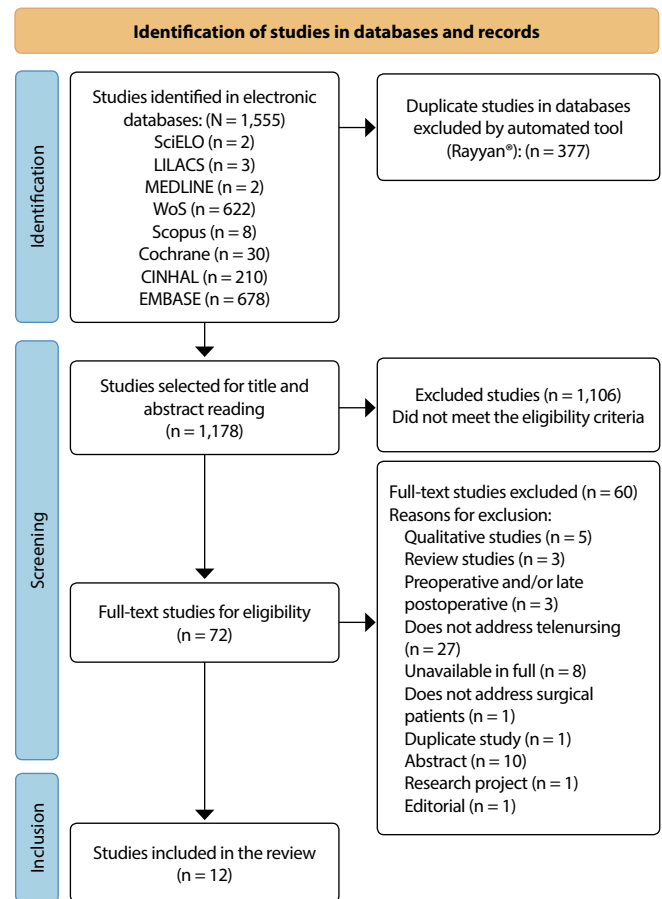 Identification of studies in databases and records
Identification
Studies identified in electronic
databases: (N = 1,555)
SciELO (n = 2)
LILACS (n = 3)
MEDLINE (n = 2)
WoS (n = 622)
Scopus (n = 8)
Cochrane (n = 30)
CINHAL (n = 210)
EMBASE (n = 678)
Duplicate studies in databases
excluded by automated tool
(Rayyan®): (n = 377)
Screening
Studies selected for title and
abstract reading
(n = 1,178)
Excluded studies (n = 1,106)
Did not meet the eligibility criteria
Full-text studies for eligibility
(n = 72)
Full-text studies excluded (n = 60)
Reasons for exclusion:
Qualitative studies (n = 5)
Review studies (n = 3)
Preoperative and/or late
postoperative (n = 3)
Does not address telenursing
(n = 27)
Unavailable in full (n = 8)
Does not address surgical
patients (n = 1)
Duplicate study (n = 1)
Abstract (n = 10)
Research project (n = 1)
Editorial (n = 1)
Inclusion
Studies included in the review
(n = 12)